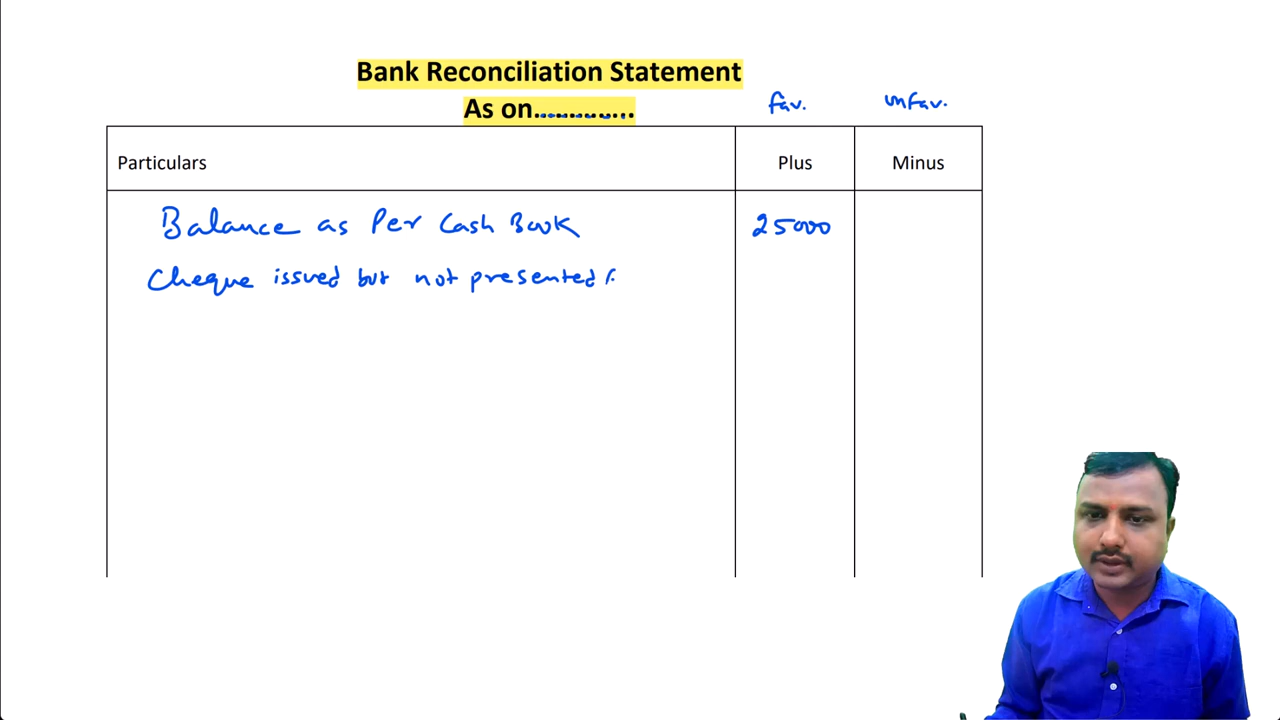 Bank Reconciliation Statement
As on............
fav. unfav.
Particulars Plus Minus
Balance as Per Cash Book 25000
Cheque issued but not presented